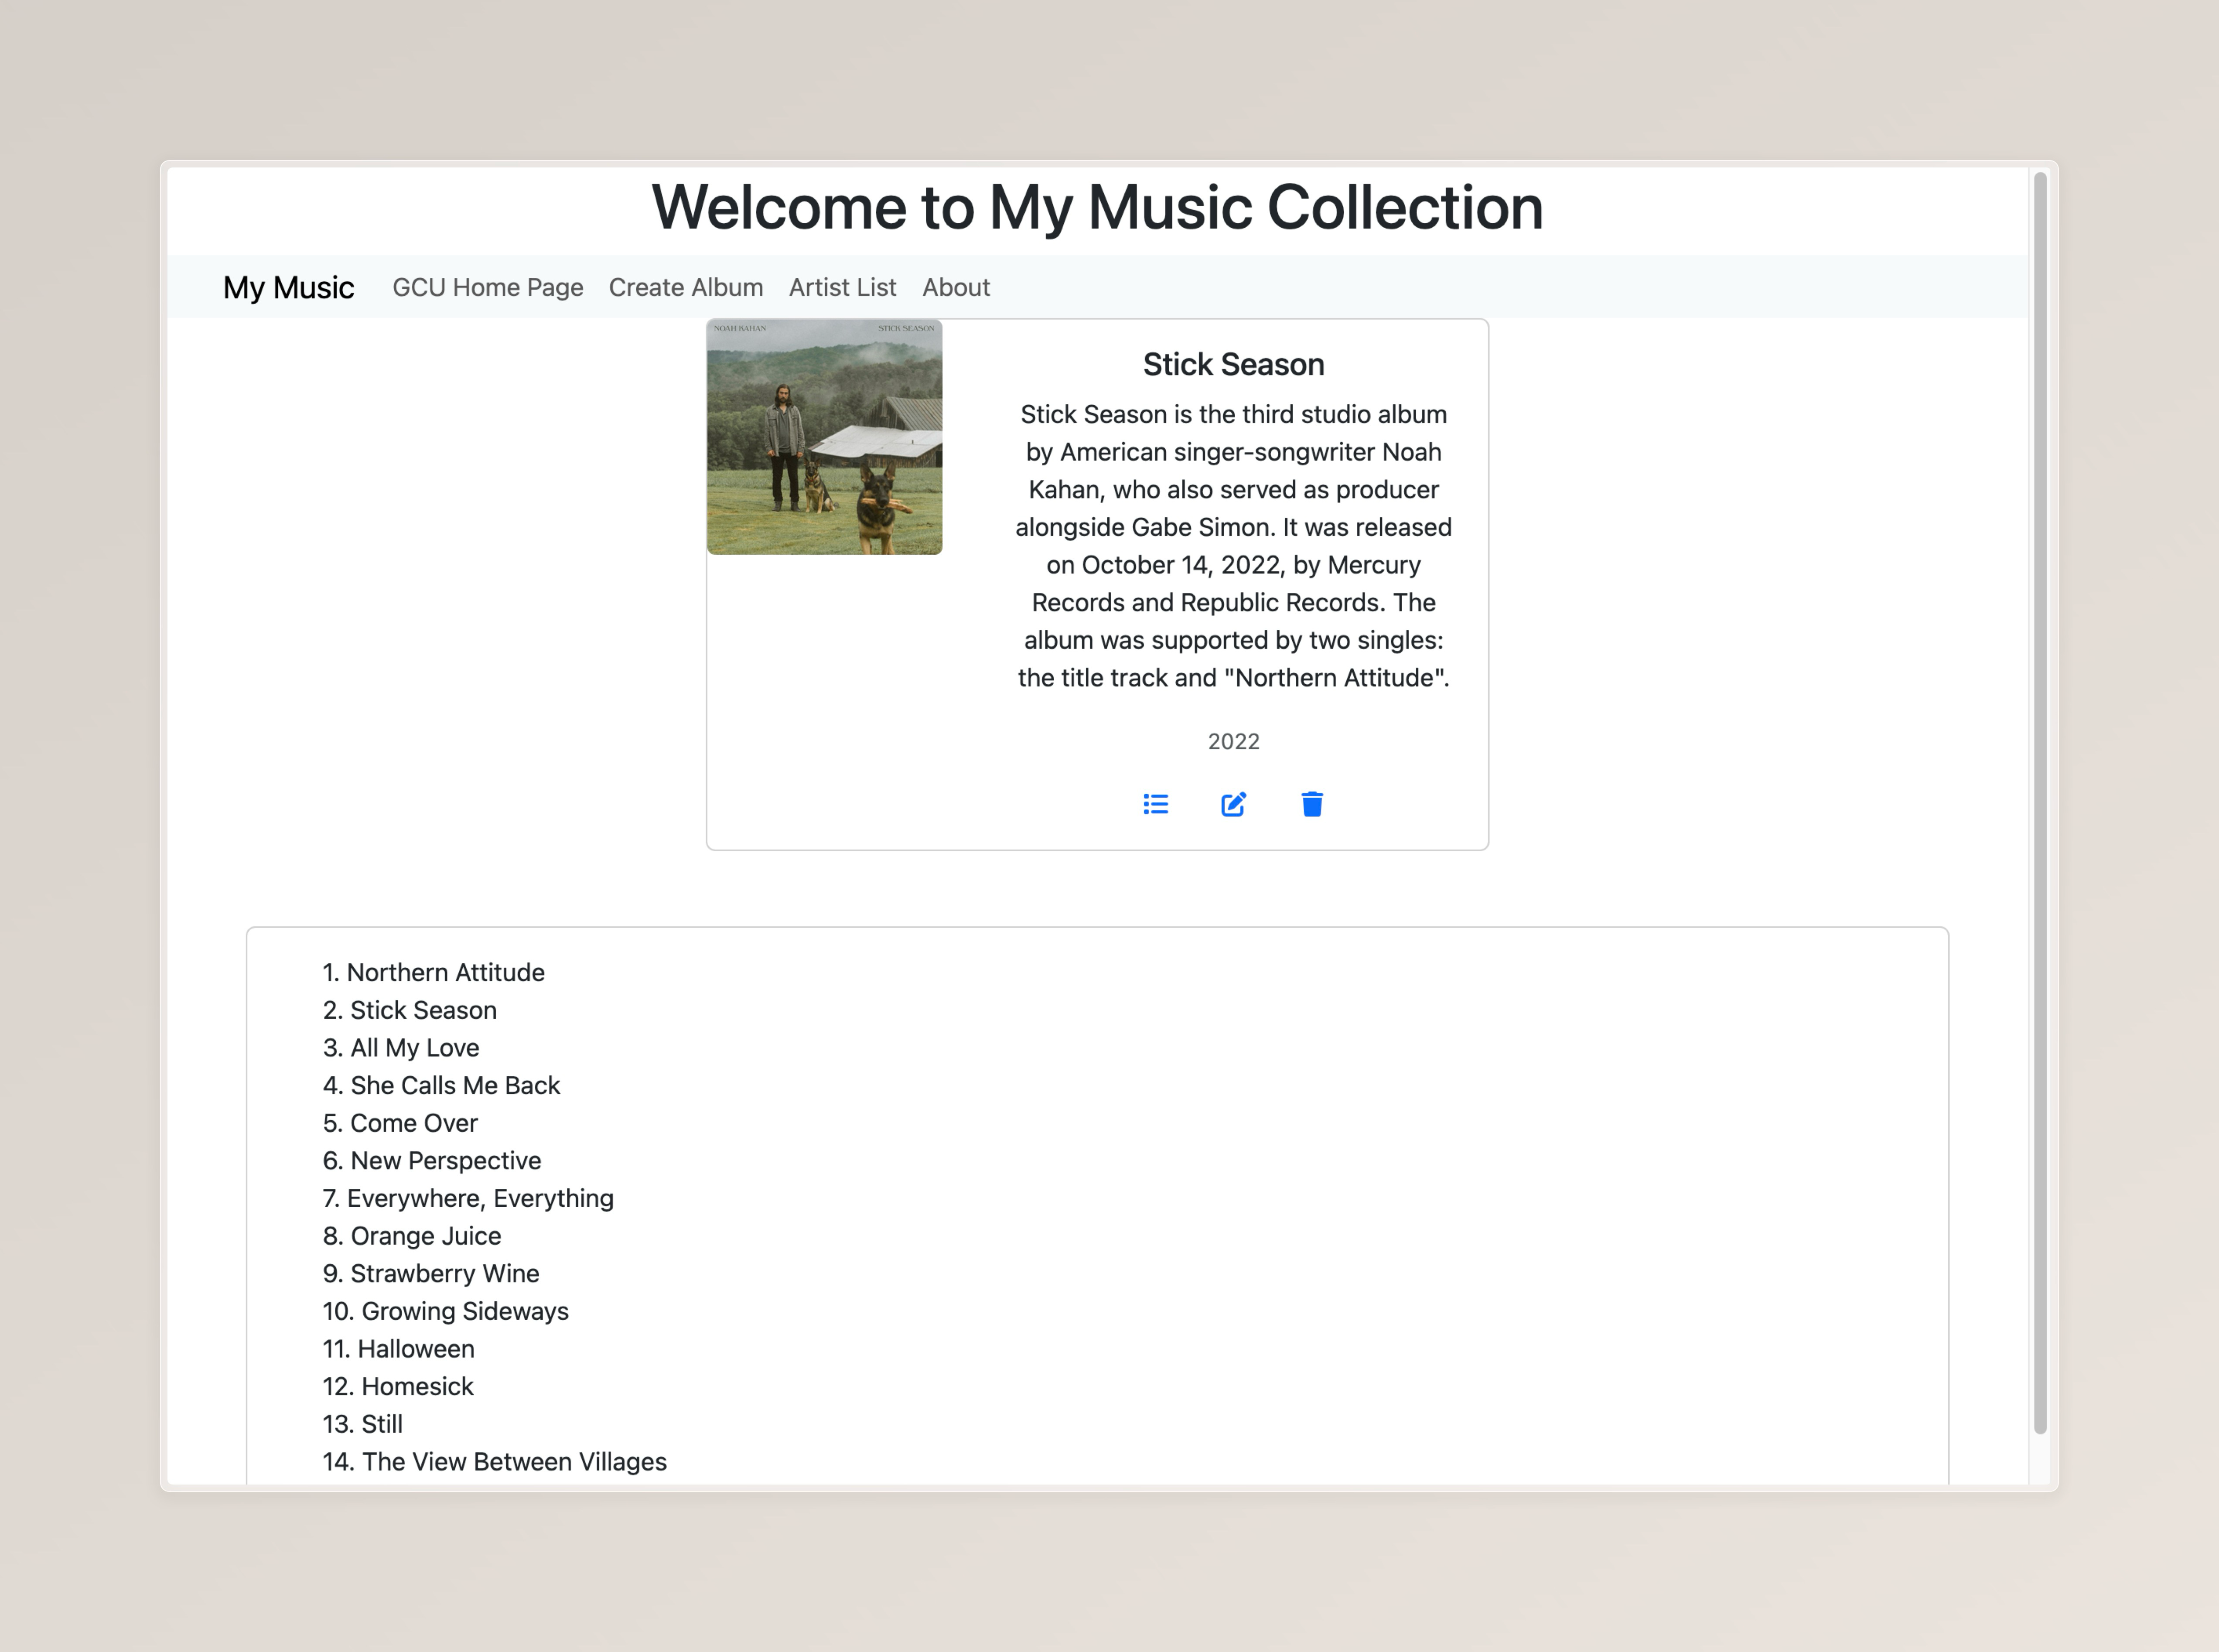 Welcome to My Music Collection
My Music GCU Home Page Create Album Artist List About
NOAH KAHAN STICK SEASON
Stick Season
Stick Season is the third studio album
by American singer-songwriter Noah
Kahan, who also served as producer
alongside Gabe Simon. It was released
on October 14, 2022, by Mercury
Records and Republic Records. The
album was supported by two singles:
the title track and "Northern Attitude".
2022
1. Northern Attitude
2. Stick Season
3. All My Love
4. She Calls Me Back
5. Come Over
6. New Perspective
7. Everywhere, Everything
8. Orange Juice
9. Strawberry Wine
10. Growing Sideways
11. Halloween
12. Homesick
13. Still
14. The View Between Villages